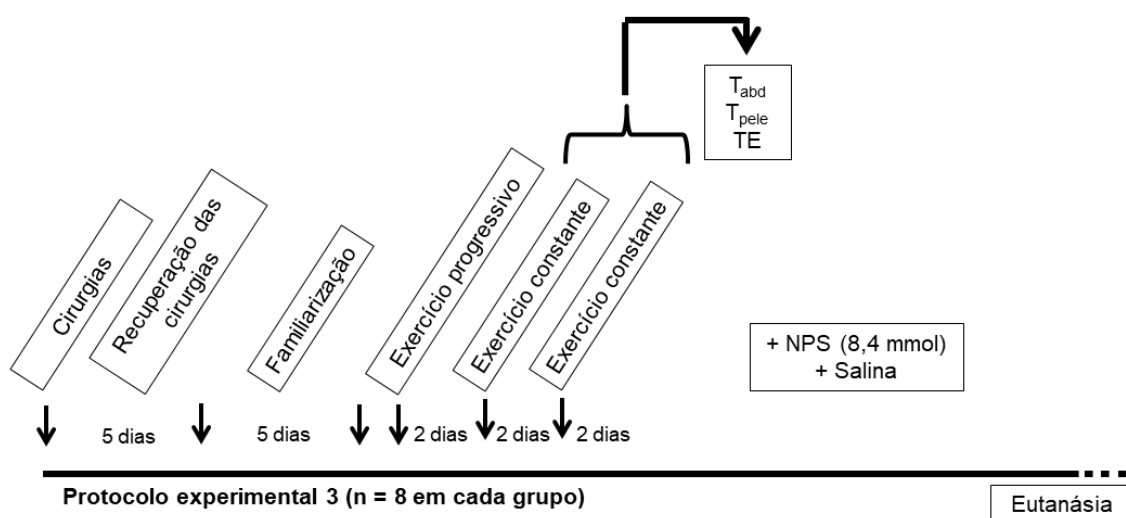 T_abd
T_pele
TE
Cirurgias
Recuperação das
cirurgias
Familiarização
Exercício progressivo
Exercício constante
Exercício constante
+ NPS (8,4 mmol)
+ Salina
5 dias
5 dias
2 dias
2 dias
2 dias
Protocolo experimental 3 (n = 8 em cada grupo)
Eutanásia